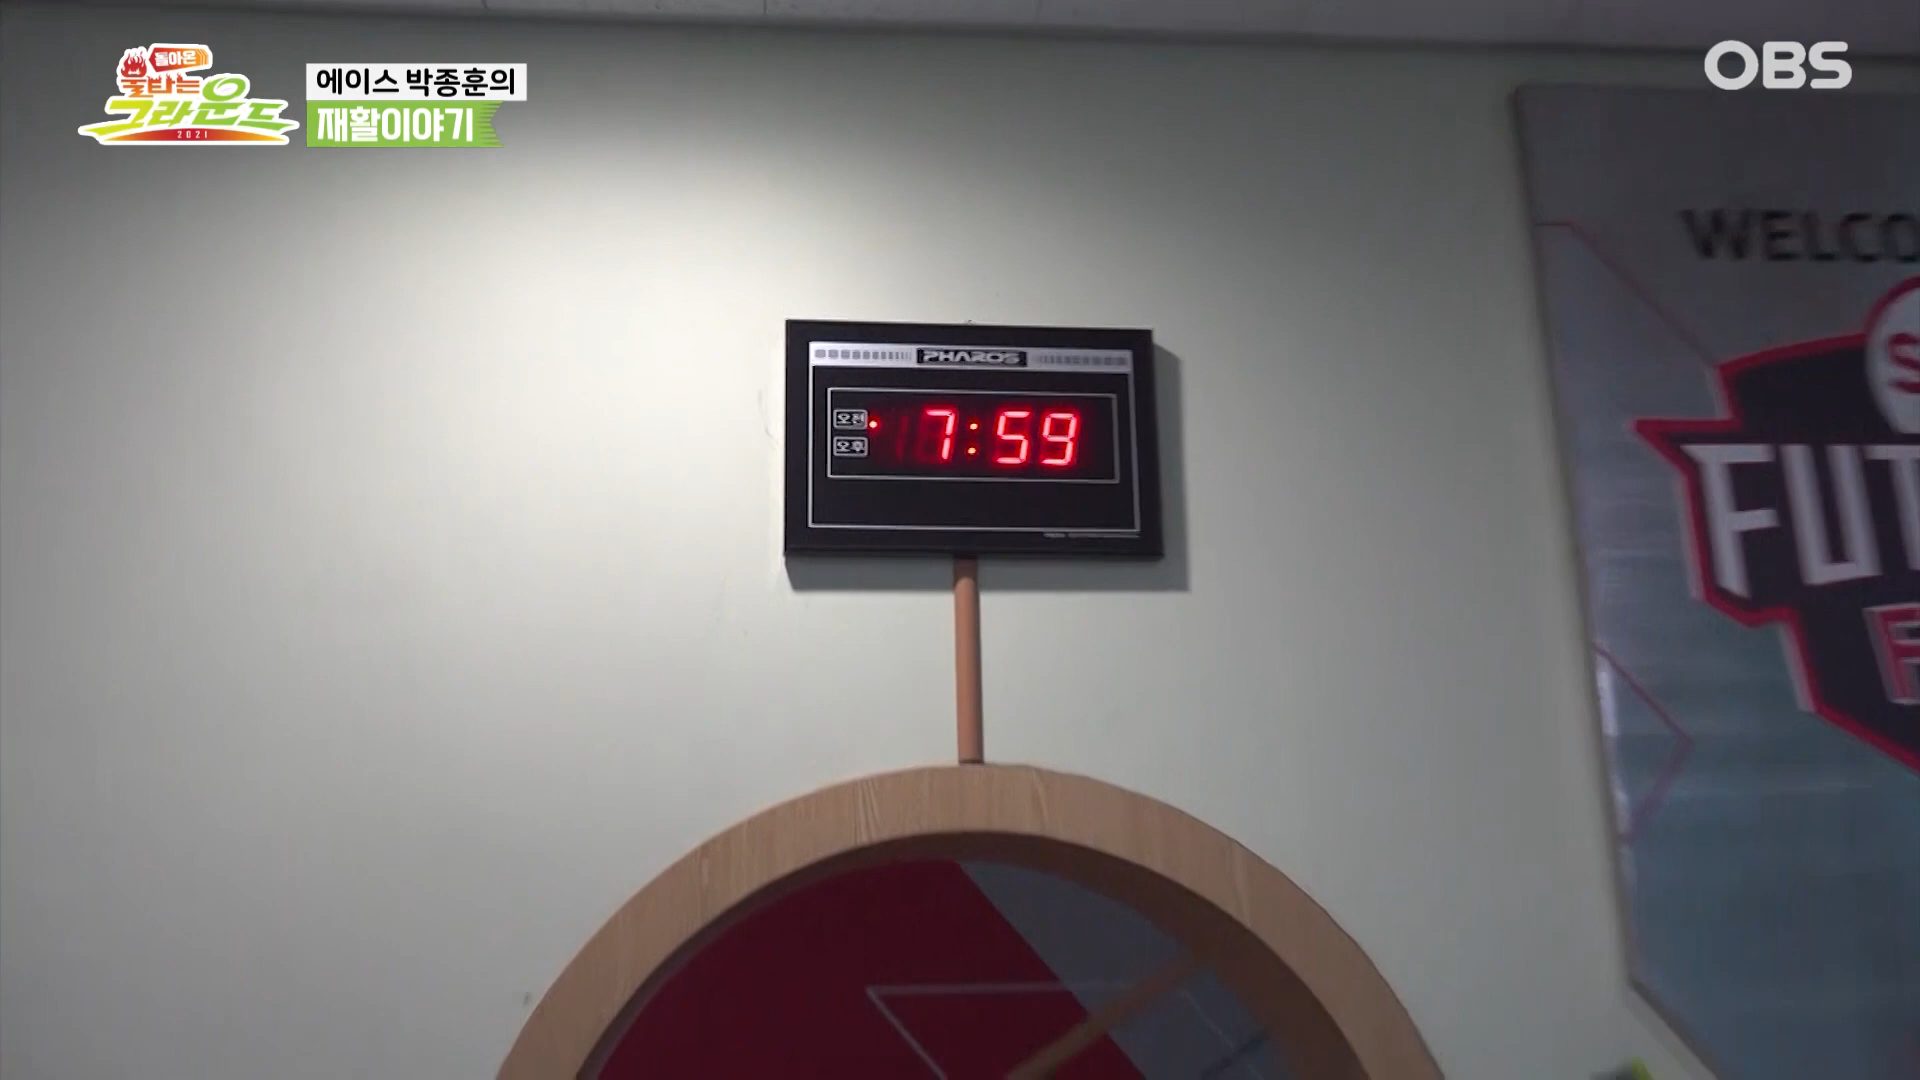 돌아온
불타는
그라운드
2021
에이스 박종훈의
재활이야기
OBS
WELCO
PHAROS
오전
7:59
오후
FUT